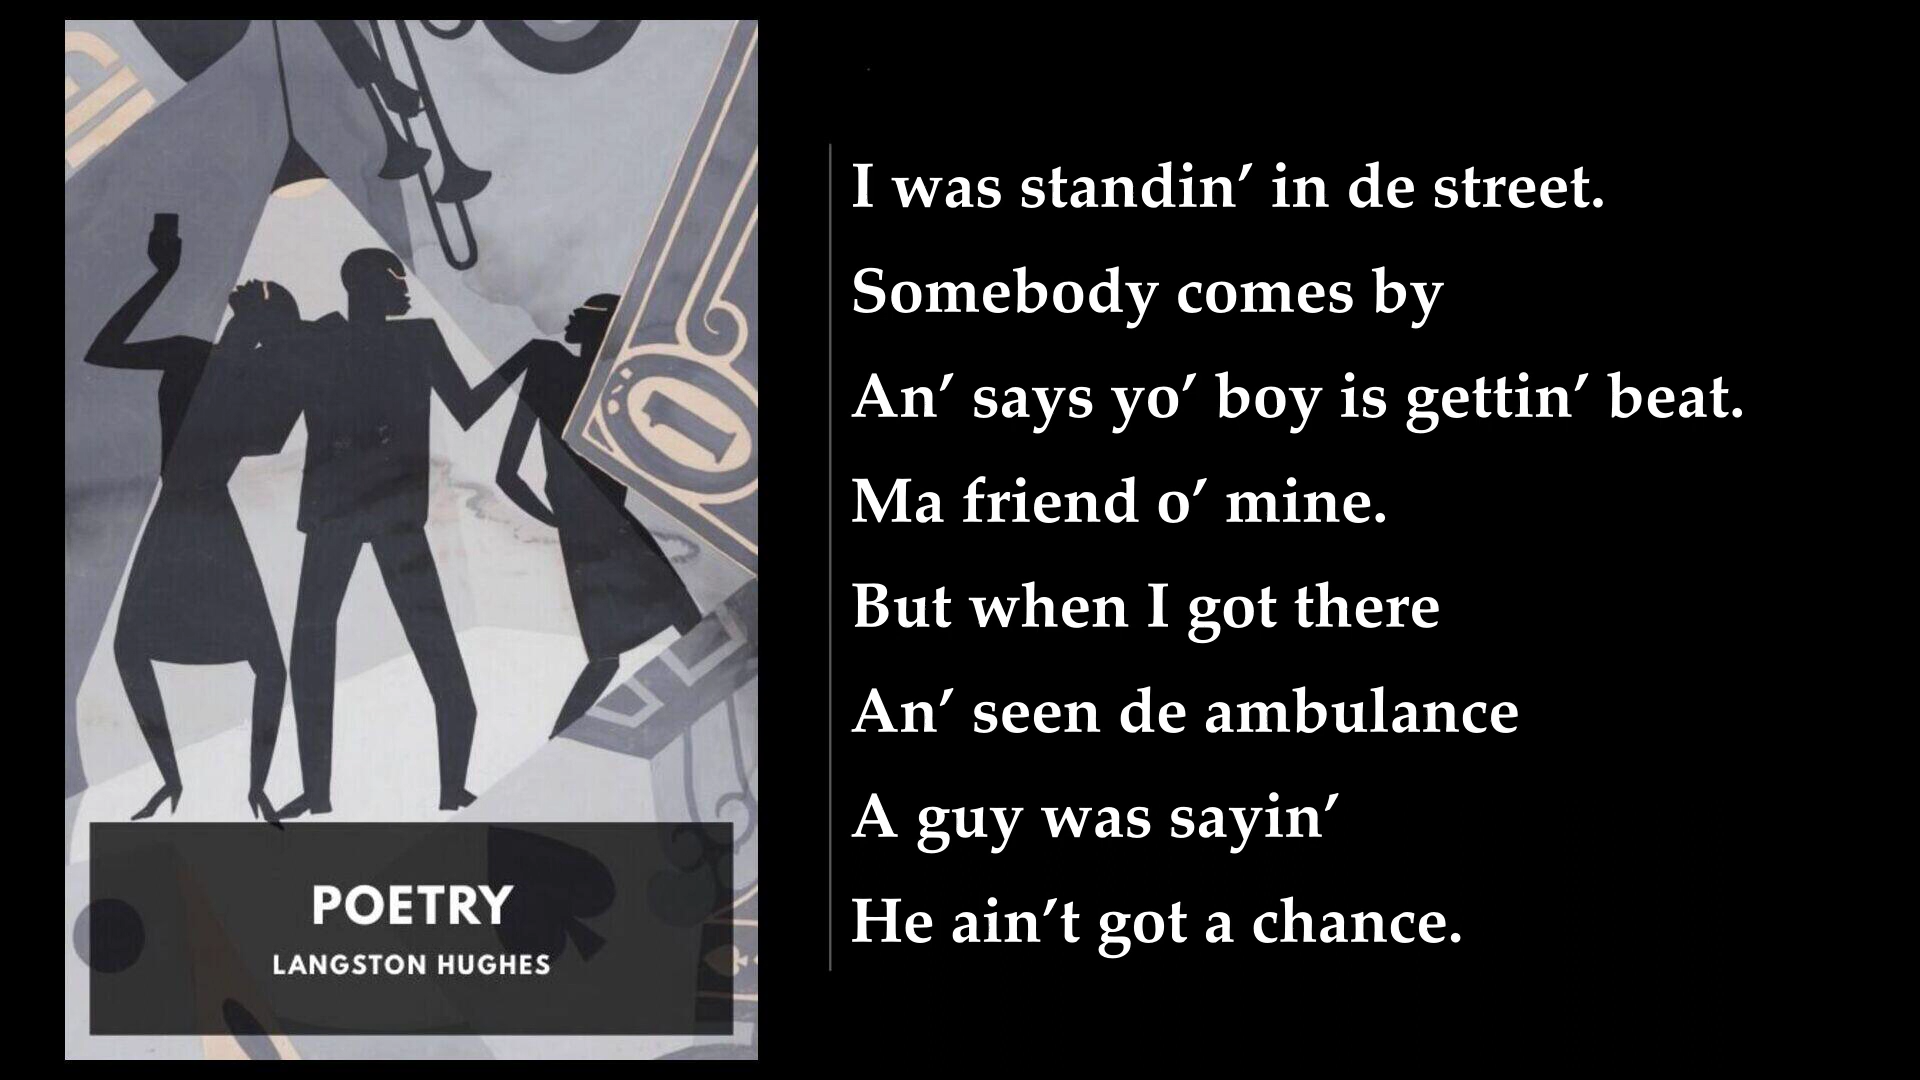 POETRY
LANGSTON HUGHES
I was standin’ in de street.
Somebody comes by
An’ says yo’ boy is gettin’ beat.
Ma friend o’ mine.
But when I got there
An’ seen de ambulance
A guy was sayin’
He ain’t got a chance.
1